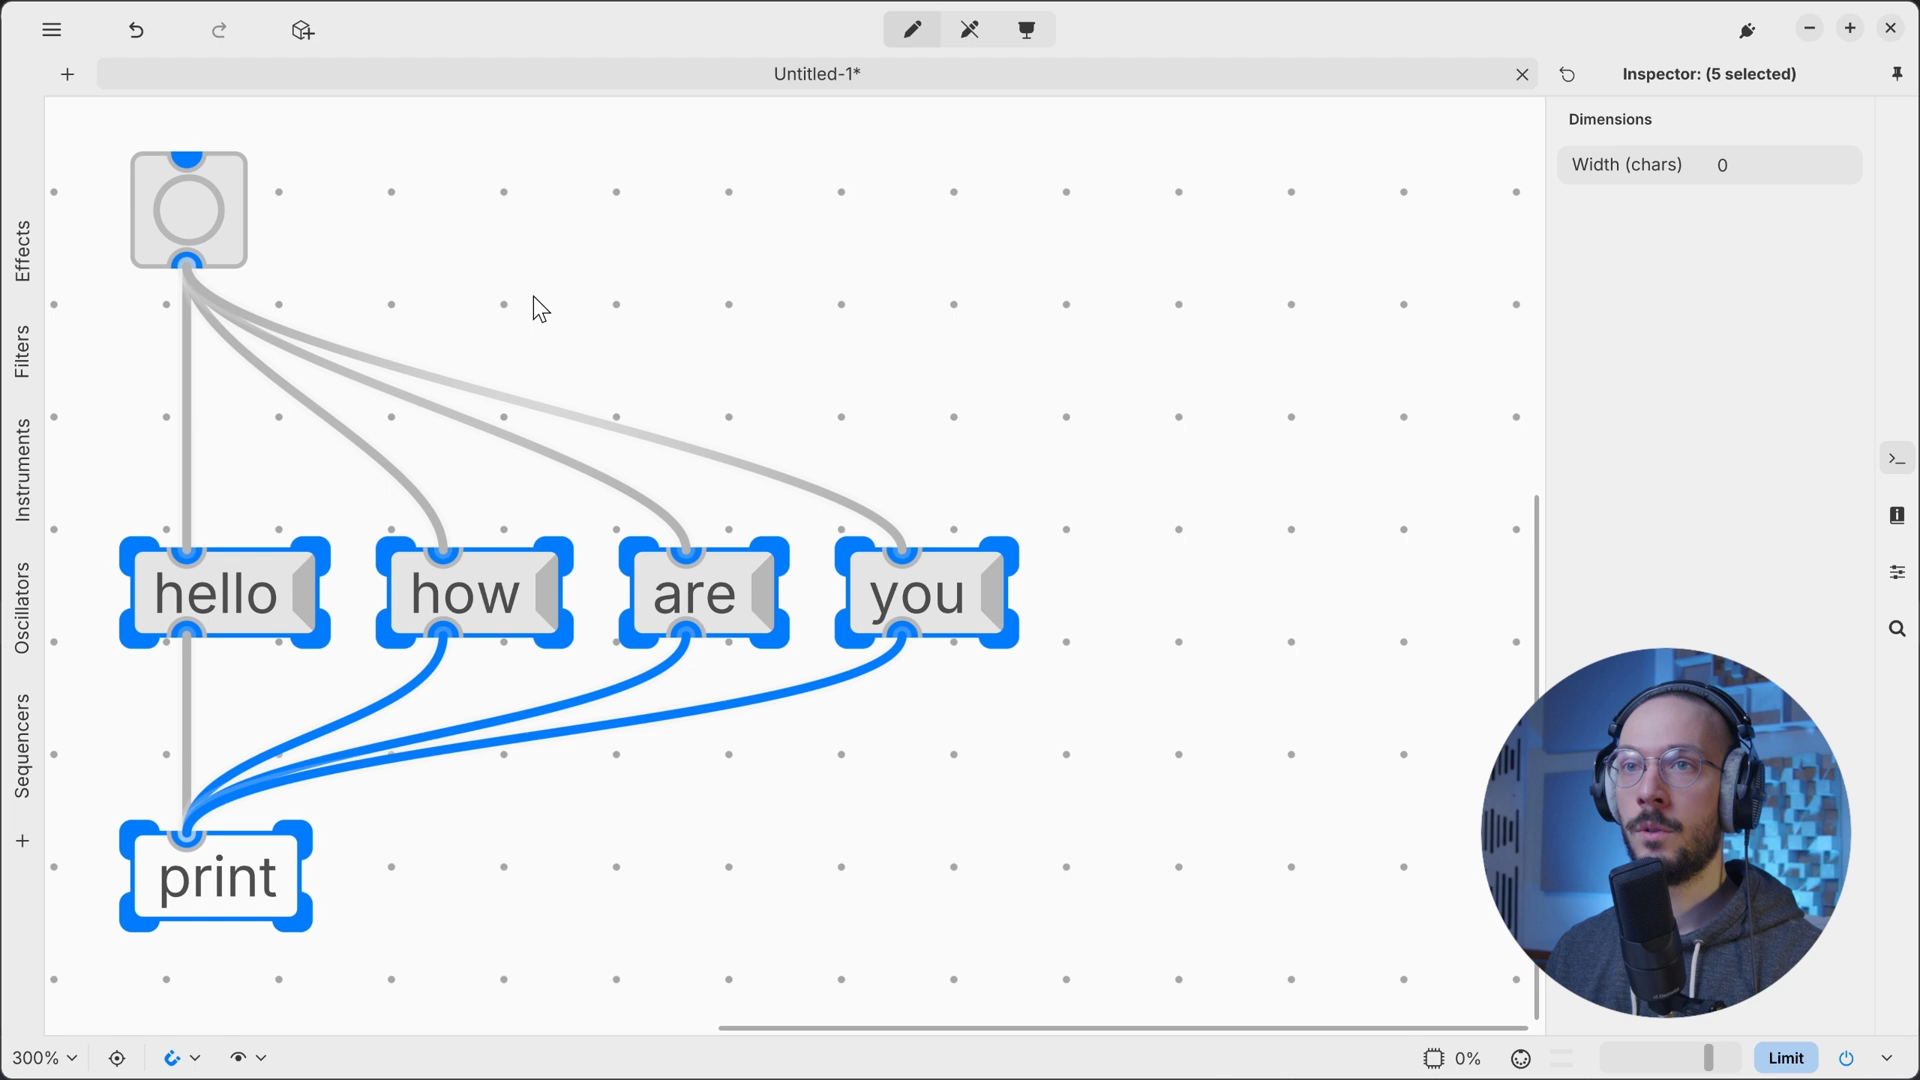 Untitled-1*
Inspector: (5 selected)
Dimensions
Width (chars) 0
Effects
Filters
Instruments
Oscillators
Sequencers
hello
how
are
you
print
300%
0%
Limit